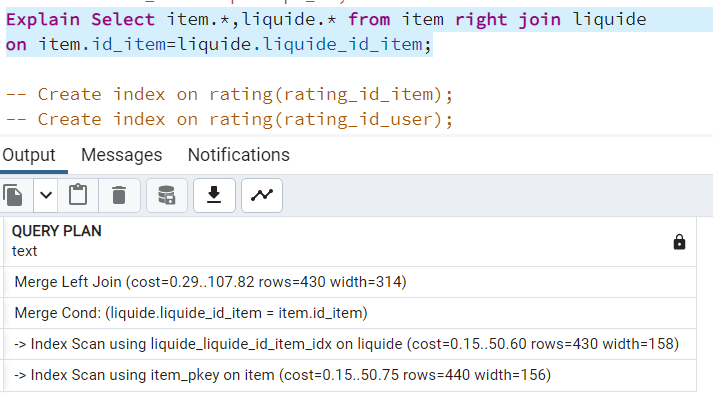 Explain Select item.*,liquide.* from item right join liquide
on item.id_item=liquide.liquide_id_item;
-- Create index on rating(rating_id_item);
-- Create index on rating(rating_id_user);
Output Messages Notifications
QUERY PLAN
text
Merge Left Join (cost=0.29..107.82 rows=430 width=314)
Merge Cond: (liquide.liquide_id_item = item.id_item)
-> Index Scan using liquide_liquide_id_item_idx on liquide (cost=0.15..50.60 rows=430 width=158)
-> Index Scan using item_pkey on item (cost=0.15..50.75 rows=440 width=156)